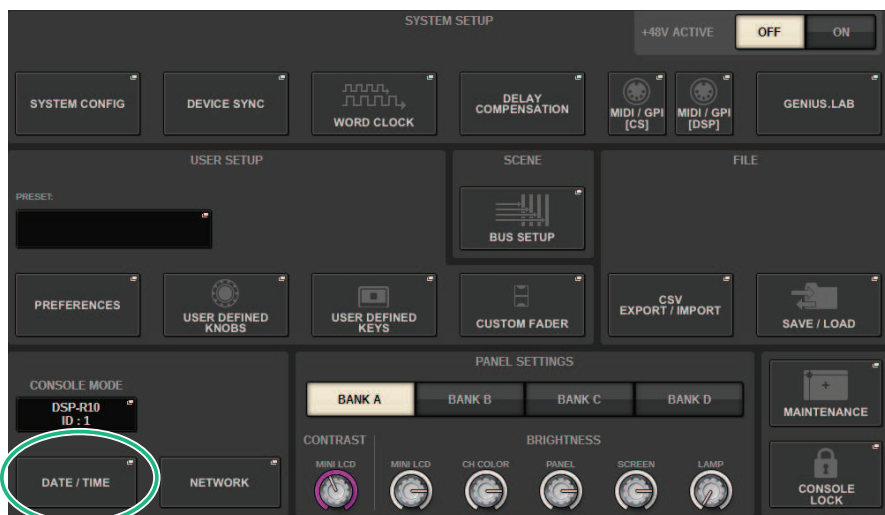 SYSTEM SETUP
+48V ACTIVE
OFF
ON
SYSTEM CONFIG
DEVICE SYNC
WORD CLOCK
DELAY
COMPENSATION
MIDI / GPI
[CS]
MIDI / GPI
[DSP]
GENIUS.LAB
USER SETUP
SCENE
FILE
PRESET:
BUS SETUP
PREFERENCES
USER DEFINED
KNOBS
USER DEFINED
KEYS
CUSTOM FADER
CSV
EXPORT / IMPORT
SAVE / LOAD
CONSOLE MODE
DSP-R10
ID : 1
DATE / TIME
NETWORK
PANEL SETTINGS
BANK A
BANK B
BANK C
BANK D
CONTRAST
BRIGHTNESS
MINI LCD
MINI LCD
CH COLOR
PANEL
SCREEN
LAMP
MAINTENANCE
CONSOLE
LOCK